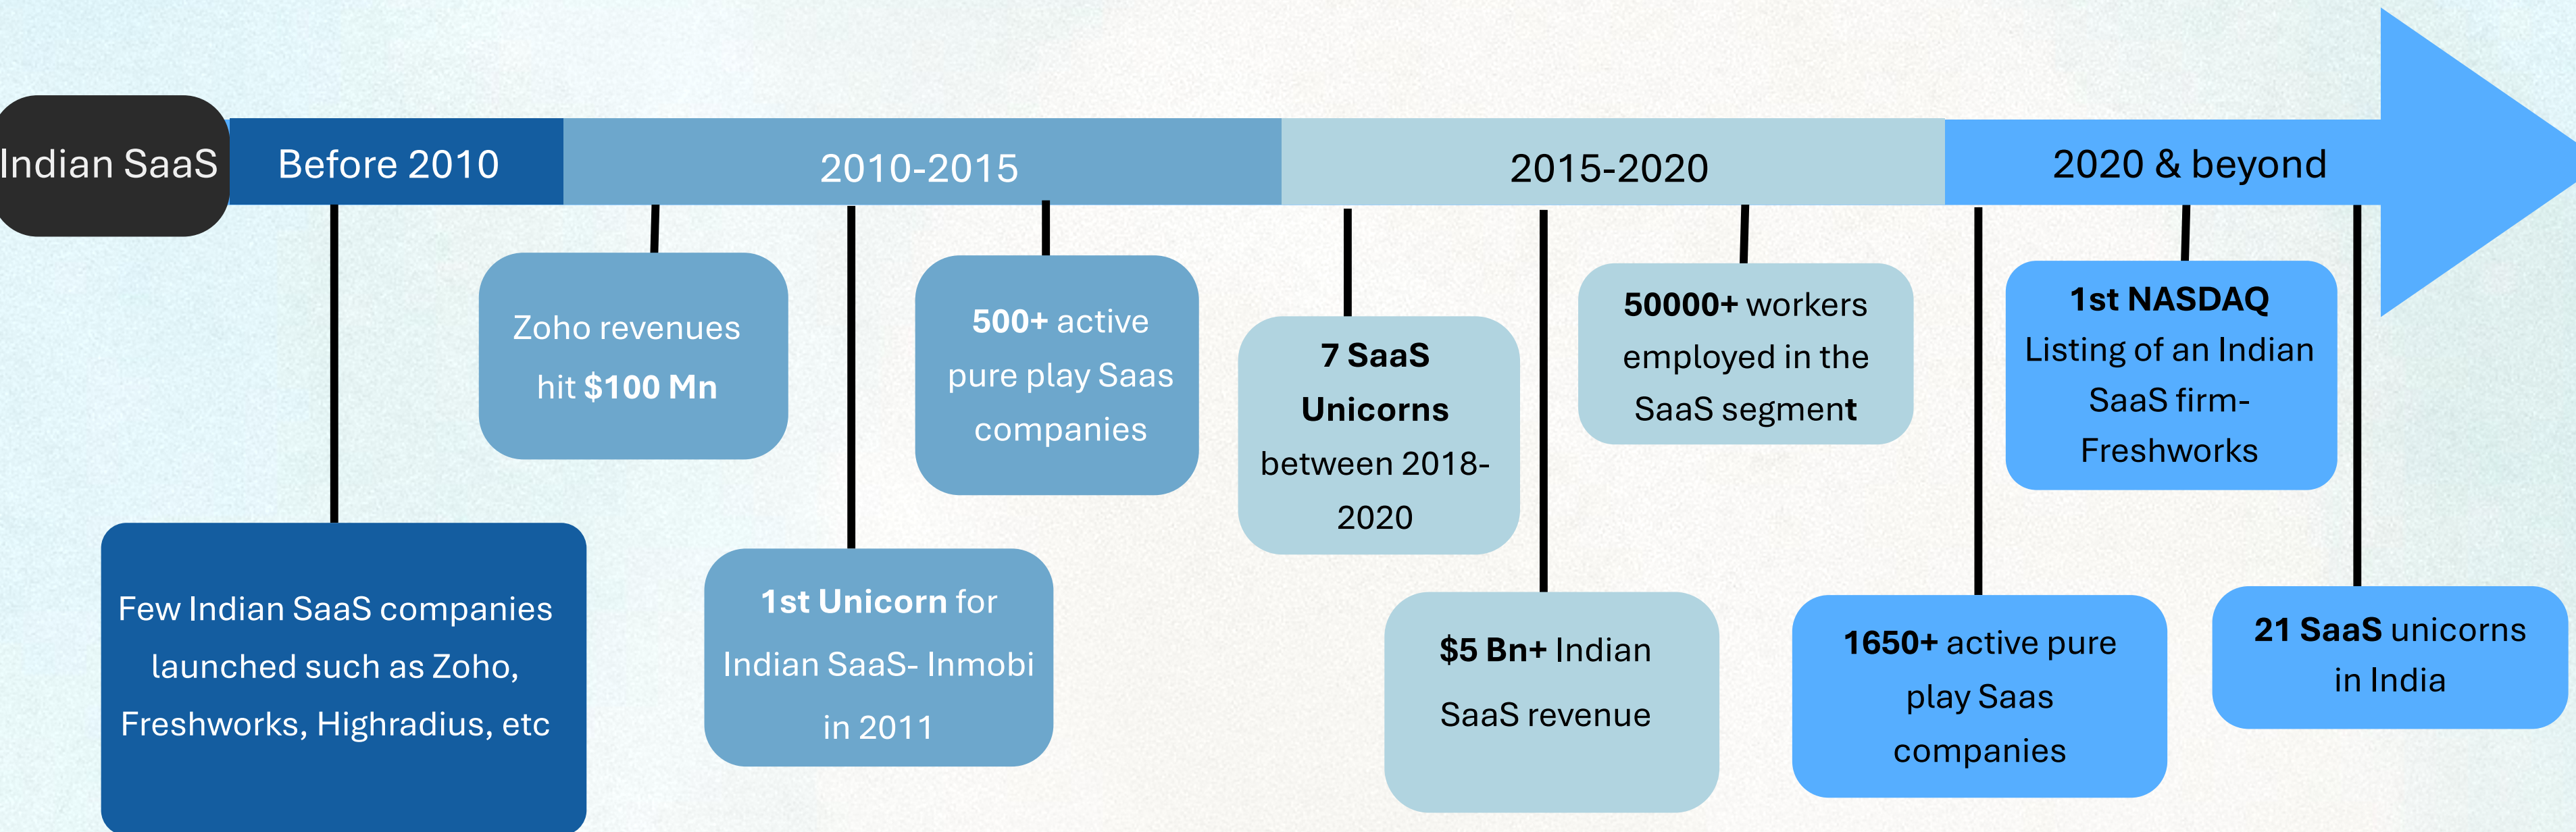 Indian SaaS
Before 2010
2010-2015
2015-2020
2020 & beyond
Few Indian SaaS companies
launched such as Zoho,
Freshworks, Highradius, etc
Zoho revenues
hit $100 Mn
1st Unicorn for
Indian SaaS- Inmobi
in 2011
500+ active
pure play Saas
companies
7 SaaS
Unicorns
between 2018-
2020
$5 Bn+ Indian
SaaS revenue
50000+ workers
employed in the
SaaS segment
1650+ active pure
play Saas
companies
1st NASDAQ
Listing of an Indian
SaaS firm-
Freshworks
21 SaaS unicorns
in India